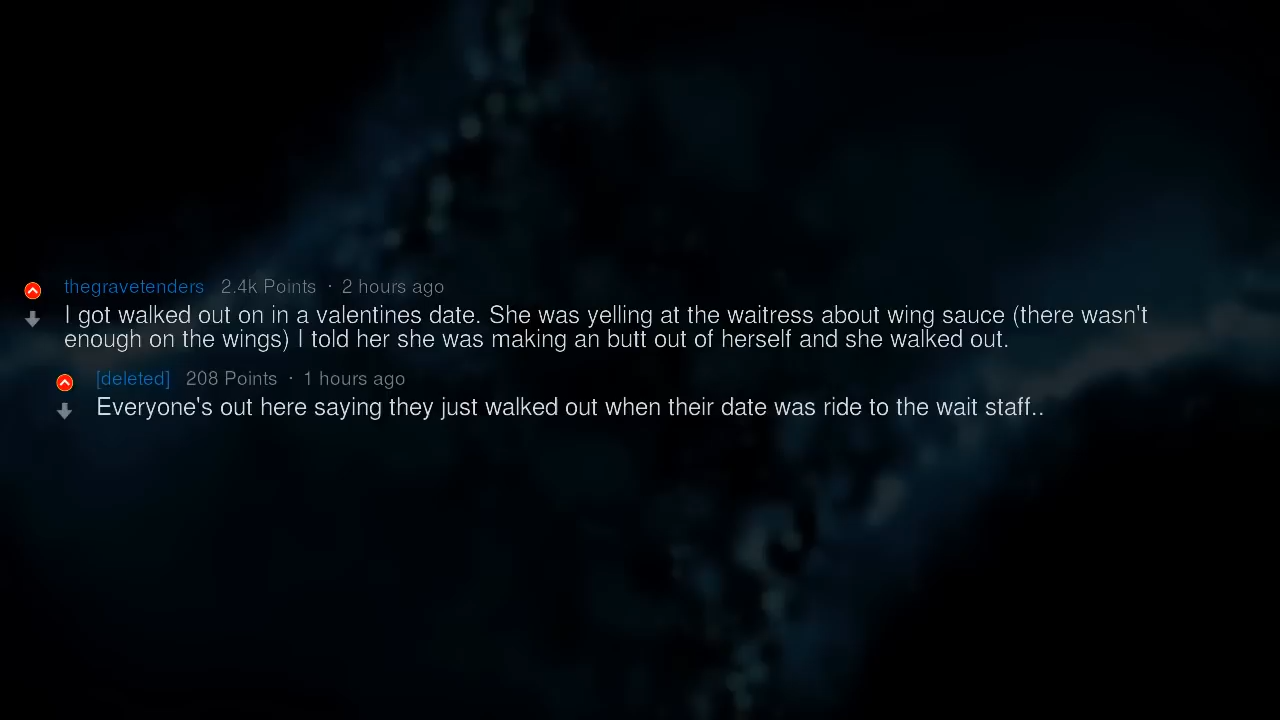 thegravetenders 2.4k Points · 2 hours ago
I got walked out on in a valentines date. She was yelling at the waitress about wing sauce (there wasn't
enough on the wings) I told her she was making an butt out of herself and she walked out.
[deleted] 208 Points · 1 hours ago
Everyone's out here saying they just walked out when their date was ride to the wait staff..